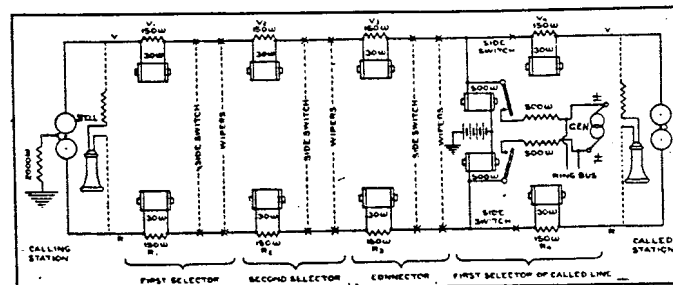 V₁ V₂ V₃ V₄
150W 150W 150W 150W
V SIDE SWITCH V
30W 30W 30W 30W
500W
500W
GEN
500W
500W
RING BUS
2000W
BELL
SIDE SWITCH
WIPERS
SIDE SWITCH
WIPERS
SIDE SWITCH
WIPERS
30W 30W 30W 30W
SIDE SWITCH
150W 150W 150W 150W
R R₁ R₂ R₃ R₄ R
CALLING STATION
CALLED STATION
FIRST SELECTOR SECOND SELECTOR CONNECTOR FIRST SELECTOR OF CALLED LINE